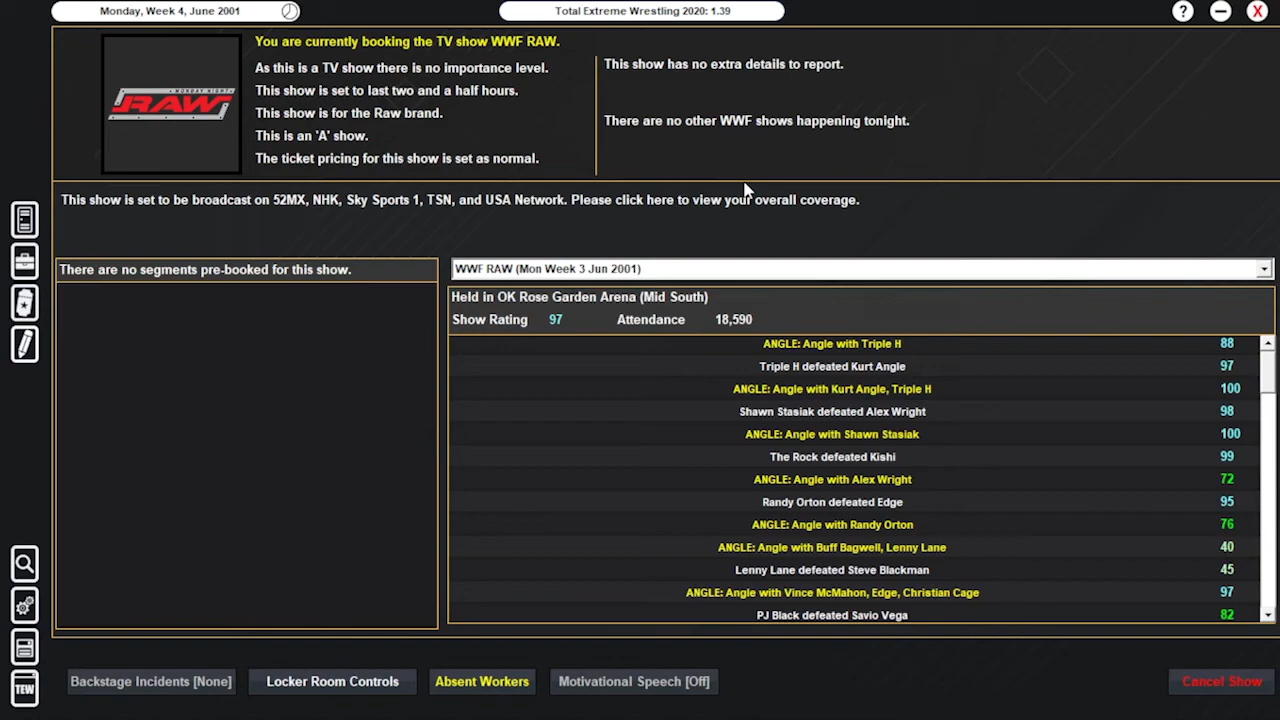 Monday, Week 4, June 2001
Total Extreme Wrestling 2020: 1.39
?
X
MONDAY NIGHT
RAW
You are currently booking the TV show WWF RAW.
As this is a TV show there is no importance level.
This show is set to last two and a half hours.
This show is for the Raw brand.
This is an 'A' show.
The ticket pricing for this show is set as normal.
This show has no extra details to report.
There are no other WWF shows happening tonight.
This show is set to be broadcast on 52MX, NHK, Sky Sports 1, TSN, and USA Network. Please click here to view your overall coverage.
There are no segments pre-booked for this show.
WWF RAW (Mon Week 3 Jun 2001)
Held in OK Rose Garden Arena (Mid South)
Show Rating 97 Attendance 18,590
ANGLE: Angle with Triple H 88
Triple H defeated Kurt Angle 97
ANGLE: Angle with Kurt Angle, Triple H 100
Shawn Stasiak defeated Alex Wright 98
ANGLE: Angle with Shawn Stasiak 100
The Rock defeated Kishi 99
ANGLE: Angle with Alex Wright 72
Randy Orton defeated Edge 95
ANGLE: Angle with Randy Orton 76
ANGLE: Angle with Buff Bagwell, Lenny Lane 40
Lenny Lane defeated Steve Blackman 45
ANGLE: Angle with Vince McMahon, Edge, Christian Cage 97
PJ Black defeated Savio Vega 82
TEW
Backstage Incidents [None]
Locker Room Controls
Absent Workers
Motivational Speech [Off]
Cancel Show